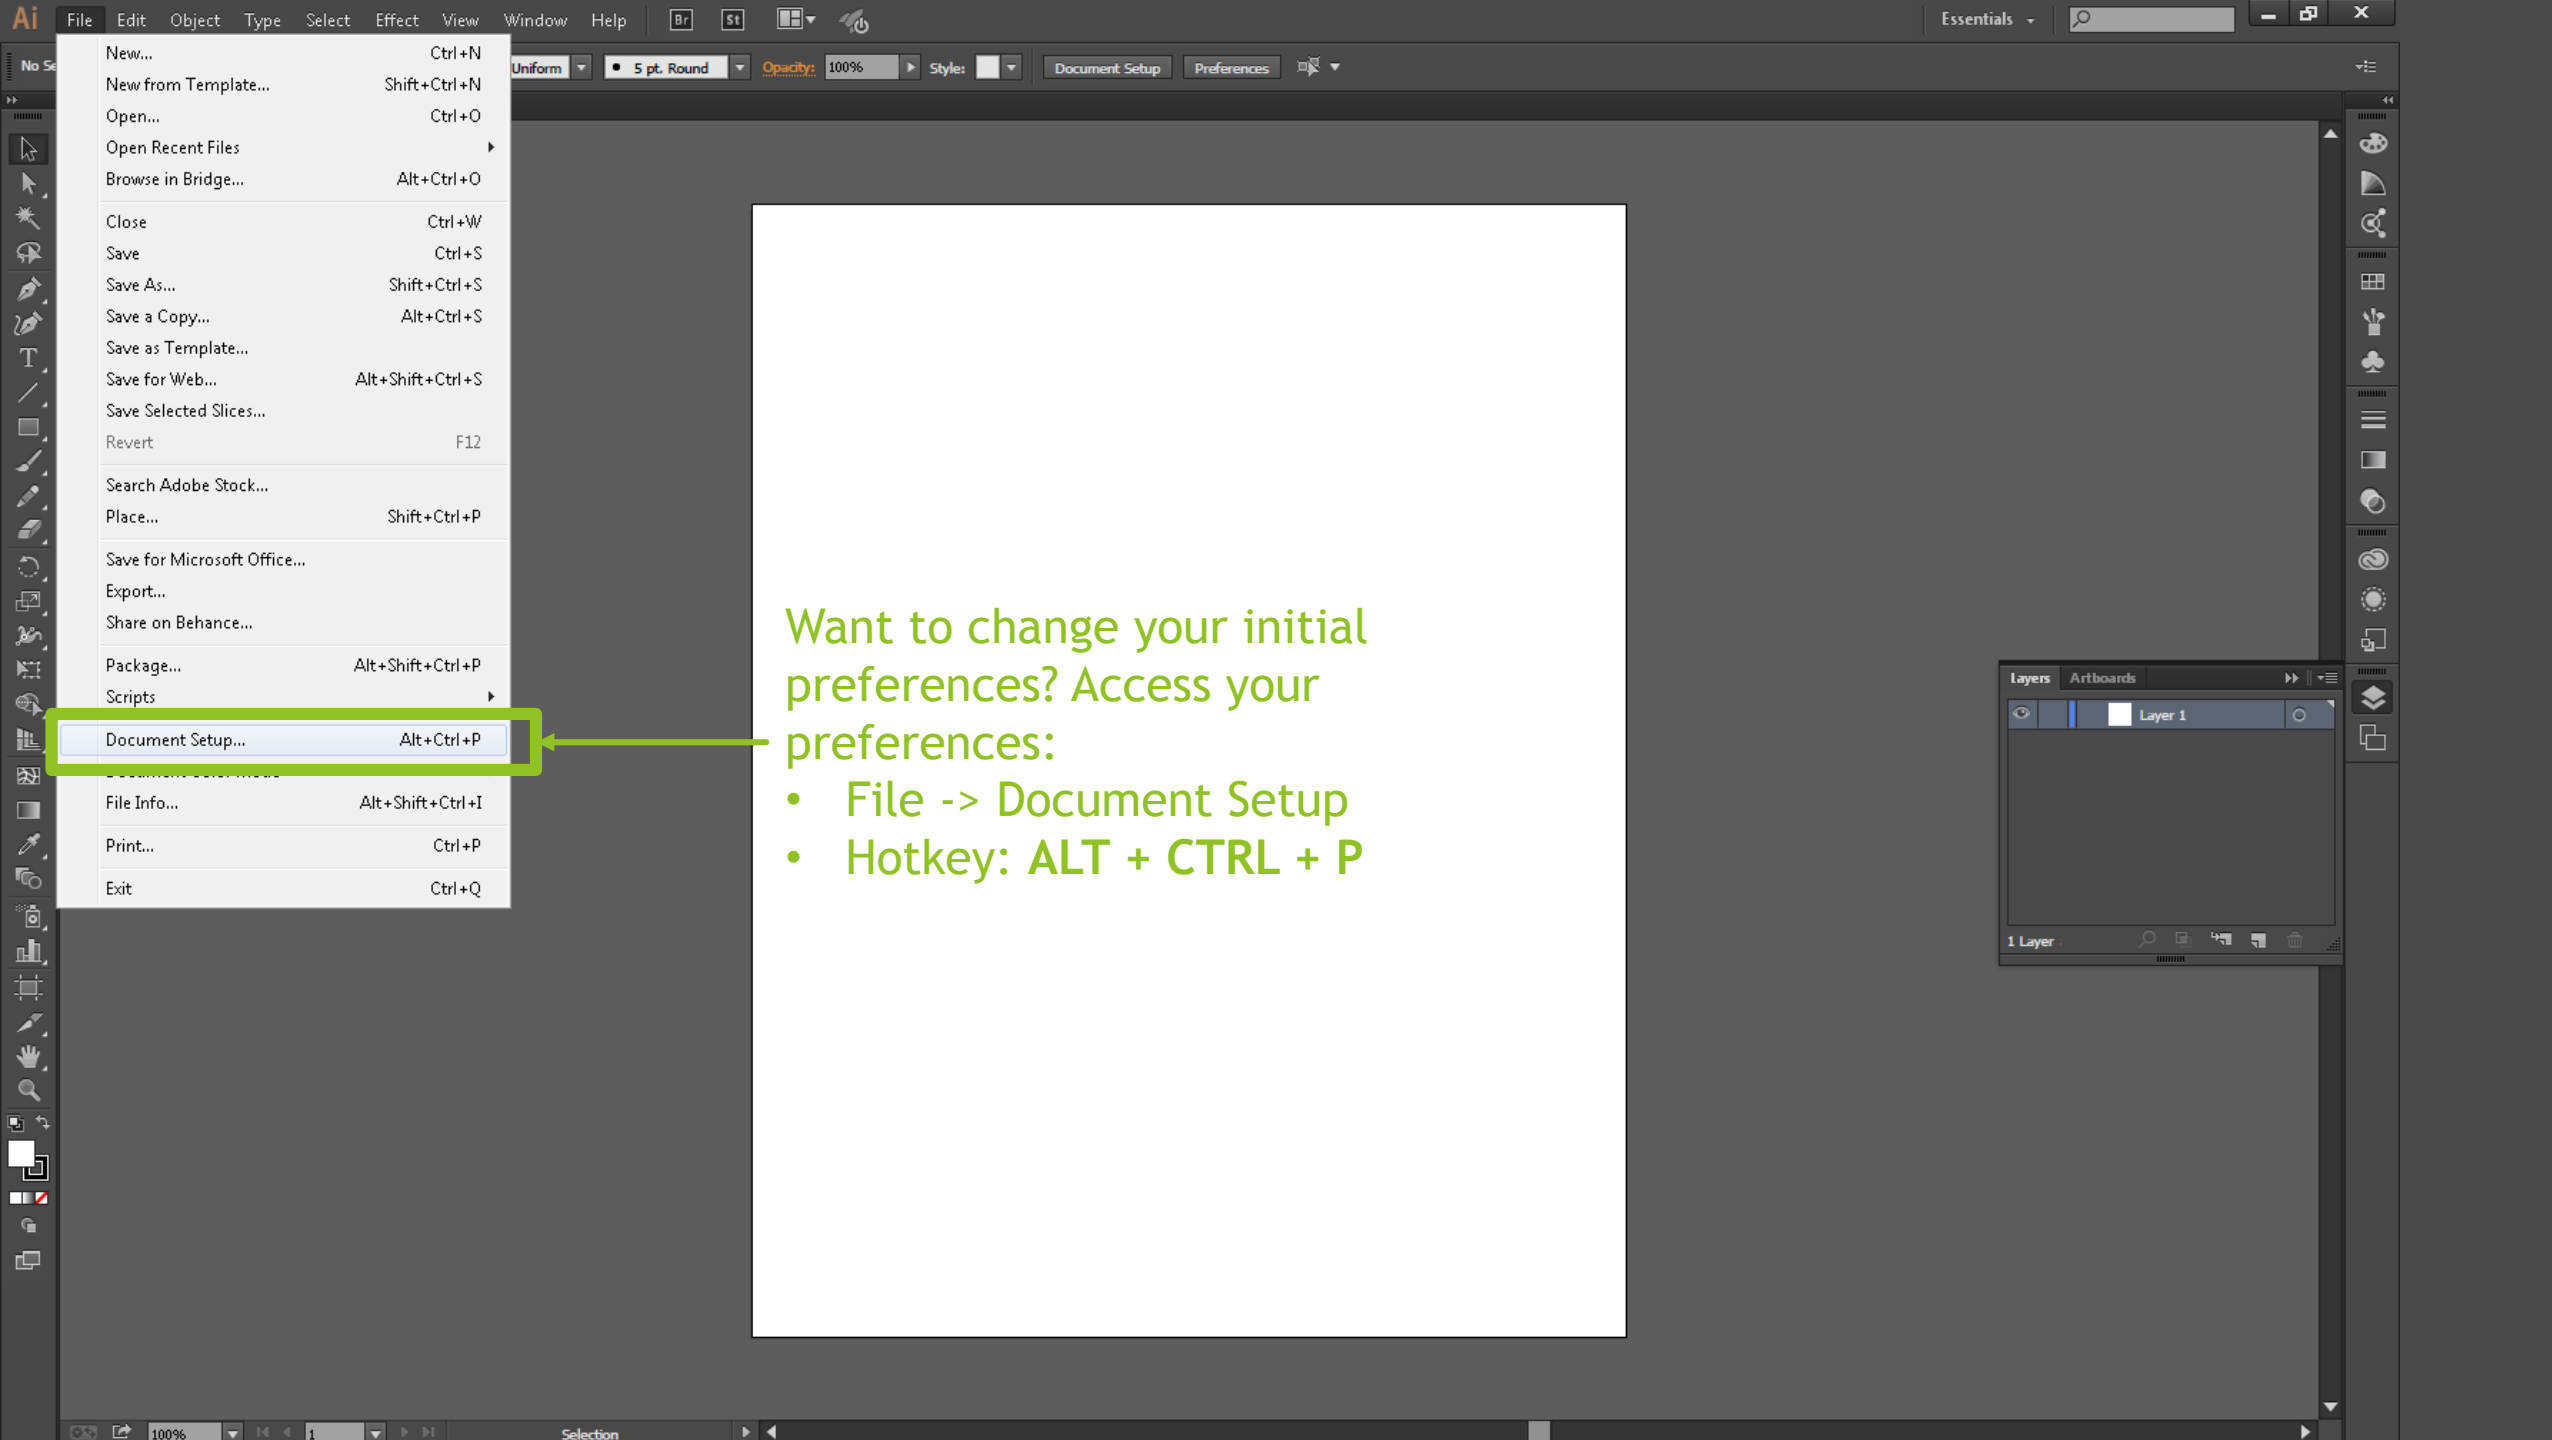 Ai File Edit Object Type Select Effect View Window Help Br St Essentials
No Se Uniform 5 pt. Round Opacity: 100% Style: Document Setup Preferences
New... Ctrl+N
New from Template... Shift+Ctrl+N
Open... Ctrl+O
Open Recent Files
Browse in Bridge... Alt+Ctrl+O
Close Ctrl+W
Save Ctrl+S
Save As... Shift+Ctrl+S
Save a Copy... Alt+Ctrl+S
Save as Template...
Save for Web... Alt+Shift+Ctrl+S
Save Selected Slices...
Revert F12
Search Adobe Stock...
Place... Shift+Ctrl+P
Save for Microsoft Office...
Export...
Share on Behance...
Package... Alt+Shift+Ctrl+P
Scripts
Document Setup... Alt+Ctrl+P
File Info... Alt+Shift+Ctrl+I
Print... Ctrl+P
Exit Ctrl+Q
Want to change your initial
preferences? Access your
preferences:
• File -> Document Setup
• Hotkey: ALT + CTRL + P
Layers Artboards
Layer 1
1 Layer
100% 1 Selection